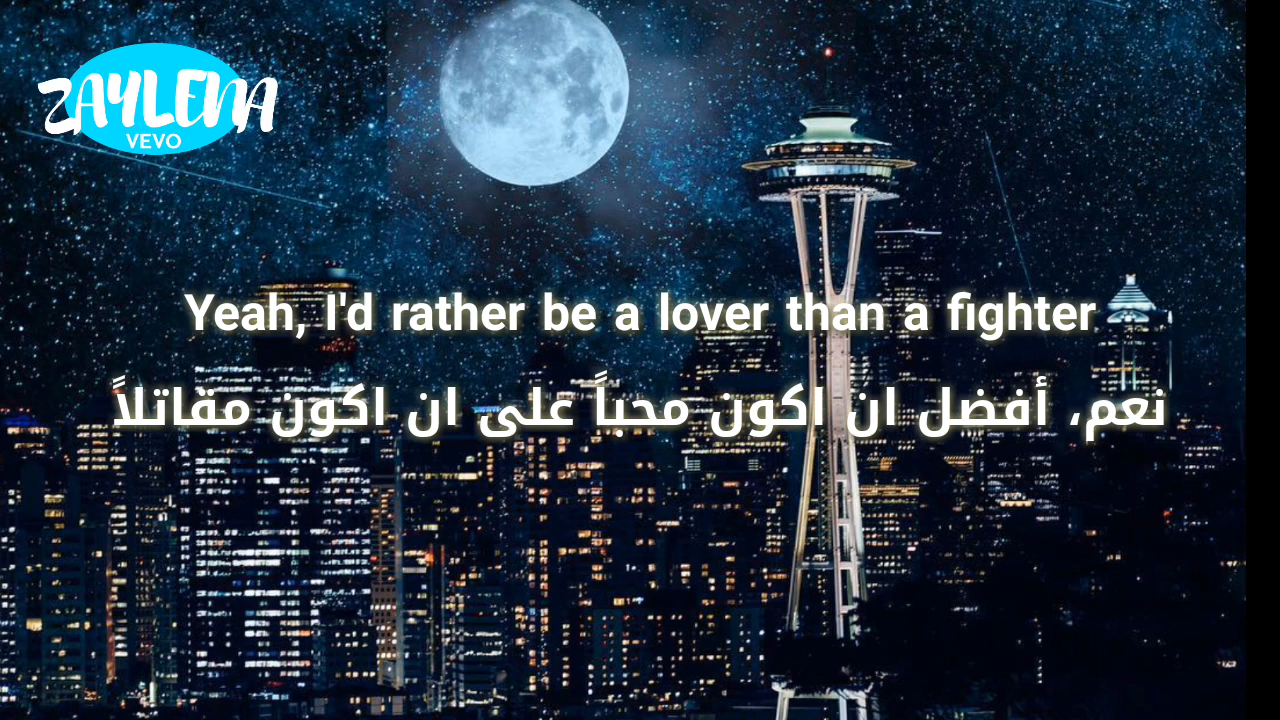 ZAYLENA
VEVO
Yeah, I'd rather be a lover than a fighter
نعم، أفضل ان اكون محباً على ان اكون مقاتلاً